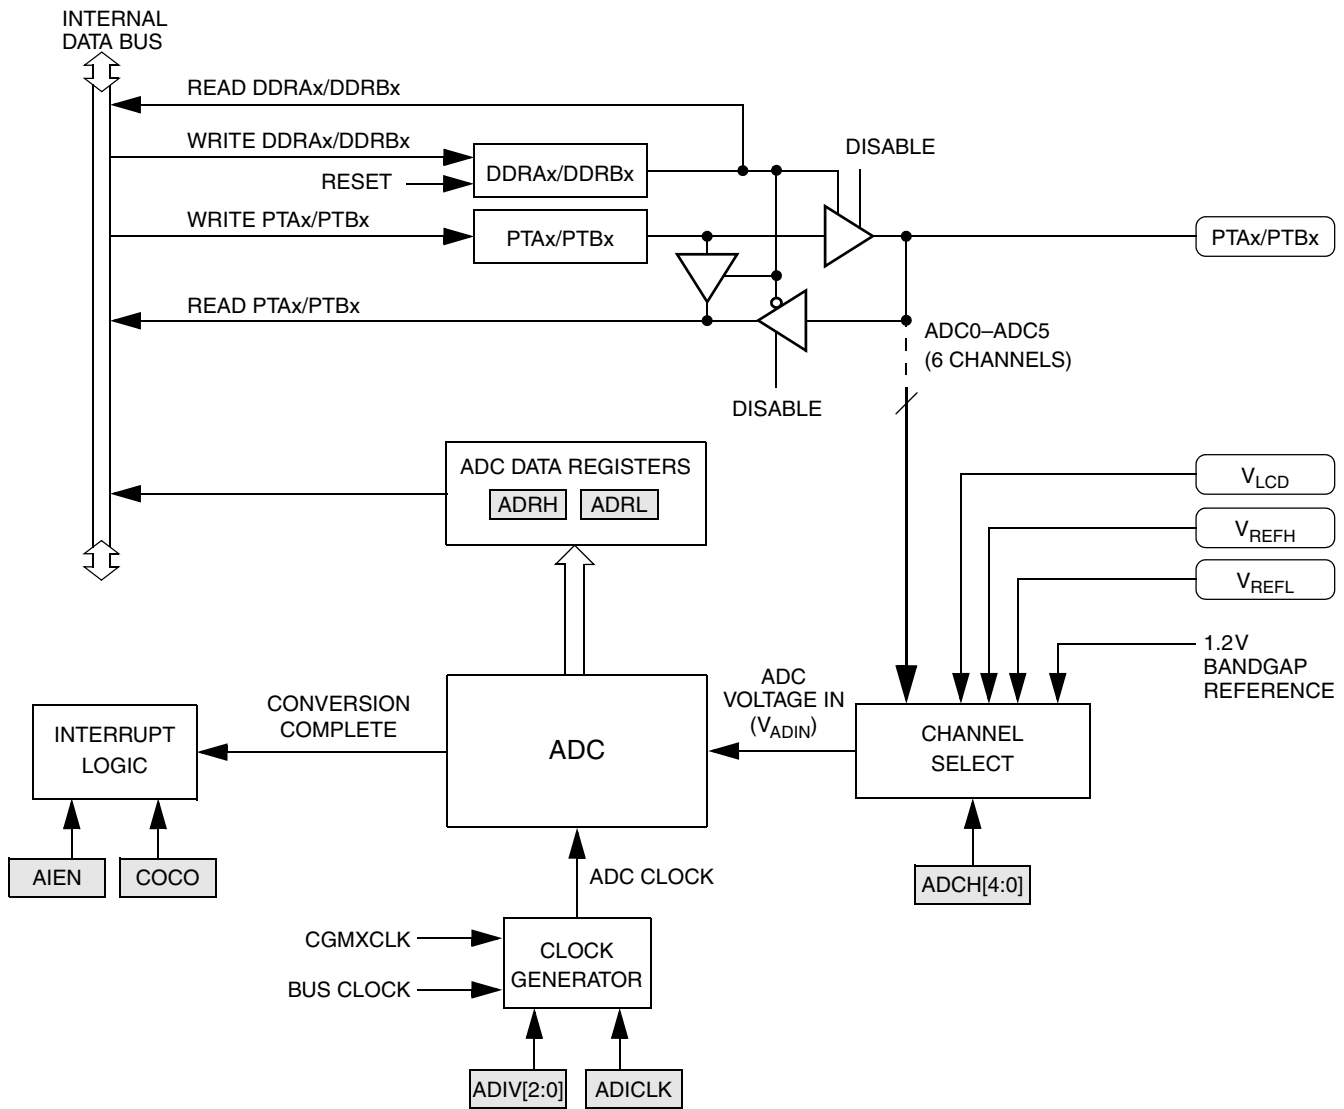 INTERNAL
DATA BUS
READ DDRAx/DDRBx
WRITE DDRAx/DDRBx
DISABLE
DDRAx/DDRBx
RESET
WRITE PTAx/PTBx
PTAx/PTBx
PTAx/PTBx
READ PTAx/PTBx
ADC0–ADC5
(6 CHANNELS)
DISABLE
ADC DATA REGISTERS
ADRH ADRL
VLCD
VREFH
VREFL
1.2V
BANDGAP
REFERENCE
ADC
VOLTAGE IN
(VADIN)
CONVERSION
COMPLETE
INTERRUPT
LOGIC
ADC
CHANNEL
SELECT
AIEN
COCO
ADC CLOCK
ADCH[4:0]
CGMXCLK
BUS CLOCK
CLOCK
GENERATOR
ADIV[2:0]
ADICLK